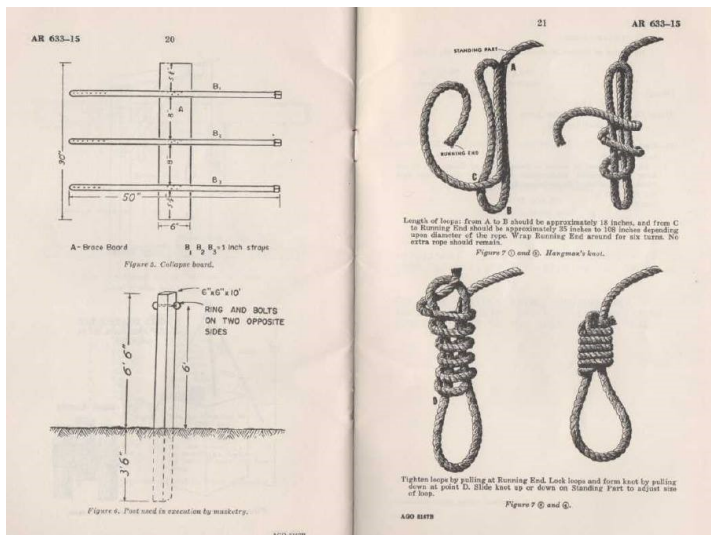 AR 633–15
20
5¼"
B₁
A
8"
B₂
30"
8"
B₃
50"
6"
A - Brace Board
B₁ B₂ B₃=1 inch straps
Figure 5. Collapse board.
6"x6"x10'
RING AND BOLTS
ON TWO OPPOSITE
SIDES
6' 6"
6'
3' 6"
Figure 6. Post used in execution by musketry.
21
AR 633–15
STANDING PART
A
RUNNING END
C
B
Length of loops: from A to B should be approximately 18 inches, and from C
to Running End should be approximately 35 inches to 108 inches depending
upon diameter of the rope. Wrap Running End around for six turns. No
extra rope should remain.
Figure 7 ① and ②. Hangman's knot.
D
Tighten loops by pulling at Running End. Lock loops and form knot by pulling
down at point D. Slide knot up or down on Standing Part to adjust size
of loop.
Figure 7 ③ and ④.
AGO 5157B